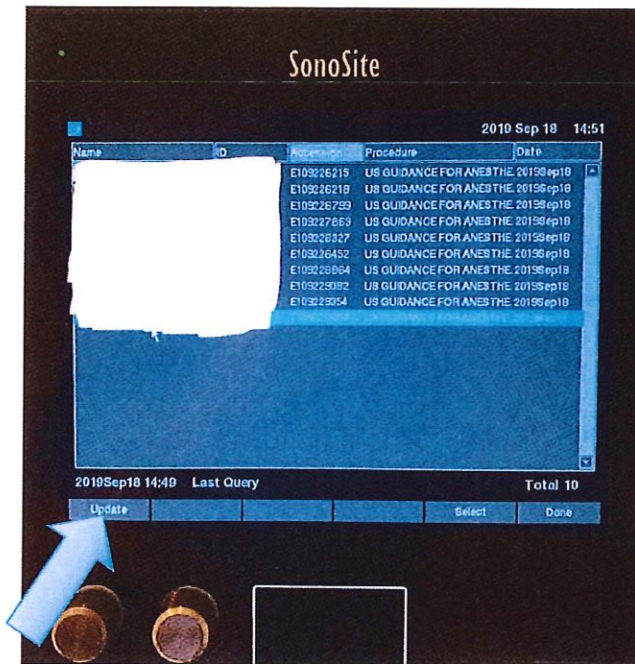 SonoSite
2019 Sep 18 14:51
Name ID Accession Procedure Date
E109226215 US GUIDANCE FOR ANESTHE. 2019Sep18
E109226218 US GUIDANCE FOR ANESTHE. 2019Sep18
E109226799 US GUIDANCE FOR ANESTHE. 2019Sep18
E109227863 US GUIDANCE FOR ANESTHE. 2019Sep18
US GUIDANCE FOR ANESTHE. 2019Sep18
E109228452 US GUIDANCE FOR ANESTHE. 2019Sep18
E109228864 US GUIDANCE FOR ANESTHE. 2019Sep18
E109229082 US GUIDANCE FOR ANESTHE. 2019Sep18
E109229354 US GUIDANCE FOR ANESTHE. 2019Sep18
2019Sep18 14:49 Last Query Total 10
Update Select Done